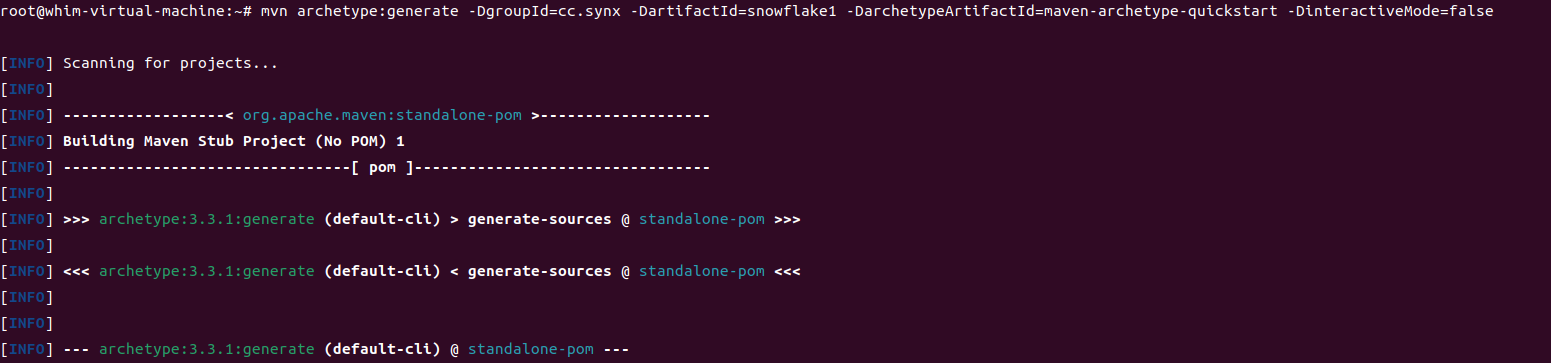 root@whim-virtual-machine:~# mvn archetype:generate -DgroupId=cc.synx -DartifactId=snowflake1 -DarchetypeArtifactId=maven-archetype-quickstart -DinteractiveMode=false
[INFO] Scanning for projects...
[INFO]
[INFO] ------------------< org.apache.maven:standalone-pom >-------------------
[INFO] Building Maven Stub Project (No POM) 1
[INFO] --------------------------------[ pom ]---------------------------------
[INFO]
[INFO] >>> archetype:3.3.1:generate (default-cli) > generate-sources @ standalone-pom >>>
[INFO]
[INFO] <<< archetype:3.3.1:generate (default-cli) < generate-sources @ standalone-pom <<<
[INFO]
[INFO]
[INFO] --- archetype:3.3.1:generate (default-cli) @ standalone-pom ---